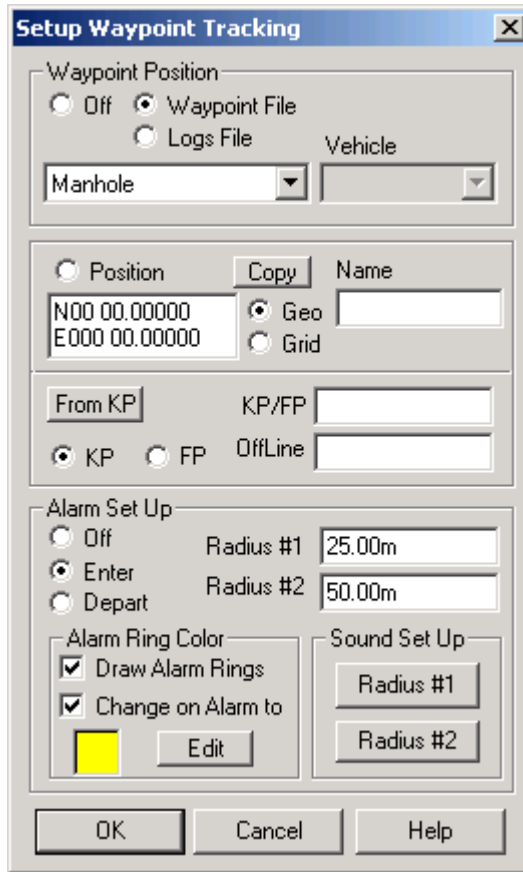 Setup Waypoint Tracking
Waypoint Position
Off Waypoint File
Logs File
Vehicle
Manhole
Position Copy Name
N00 00.00000
E000 00.00000
Geo
Grid
From KP KP/FP
KP FP OffLine
Alarm Set Up
Off
Enter
Depart
Radius #1 25.00m
Radius #2 50.00m
Alarm Ring Color
Draw Alarm Rings
Change on Alarm to
Edit
Sound Set Up
Radius #1
Radius #2
OK Cancel Help